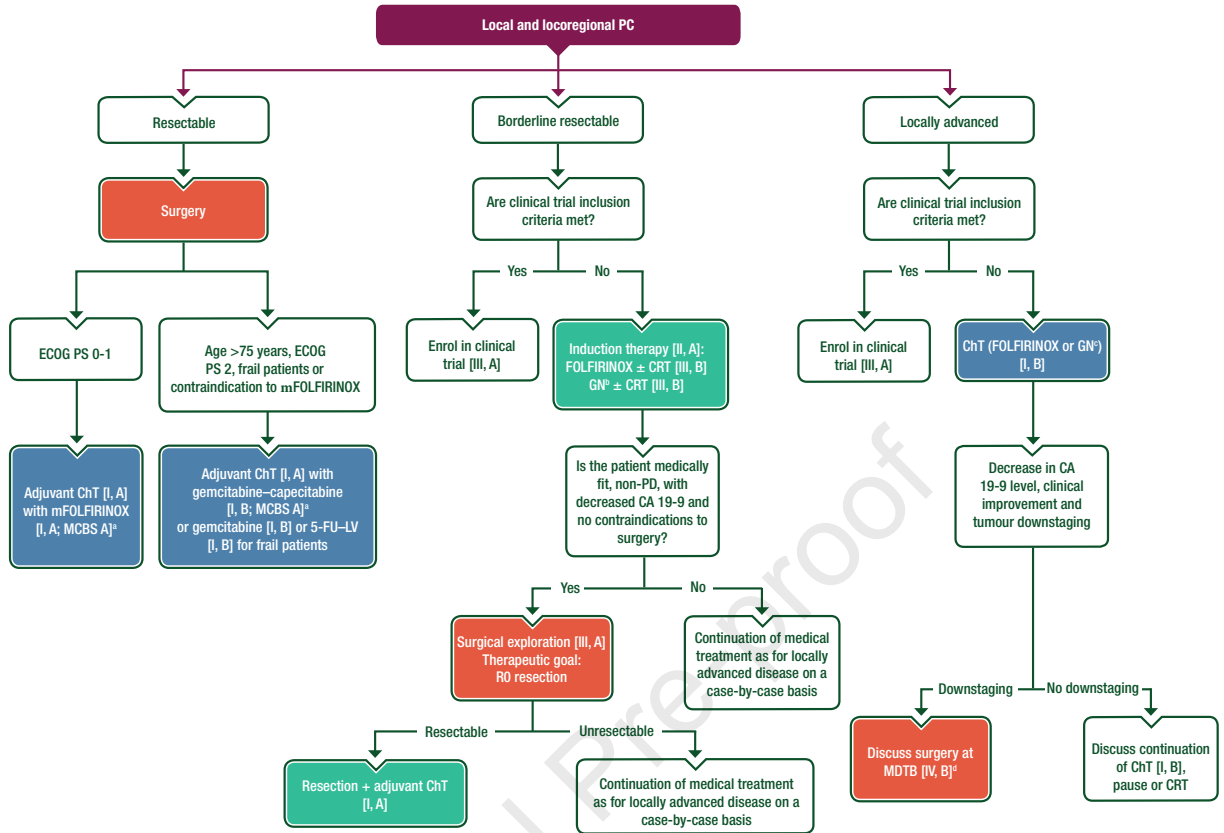 Local and locoregional PC
Resectable
Borderline resectable
Locally advanced
Surgery
Are clinical trial inclusion
criteria met?
Are clinical trial inclusion
criteria met?
Yes
No
Yes
No
ECOG PS 0-1
Age >75 years, ECOG
PS 2, frail patients or
contraindication to mFOLFIRINOX
Enrol in clinical
trial [III, A]
Induction therapy [II, A]:
FOLFIRINOX ± CRT [III, B]
GNᵇ ± CRT [III, B]
Enrol in clinical
trial [III, A]
ChT (FOLFIRINOX or GNᶜ)
[I, B]
Adjuvant ChT [I, A]
with mFOLFIRINOX
[I, A; MCBS A]ᵃ
Adjuvant ChT [I, A] with
gemcitabine–capecitabine
[I, B; MCBS A]ᵃ
or gemcitabine [I, B] or 5-FU–LV
[I, B] for frail patients
Is the patient medically
fit, non-PD, with
decreased CA 19-9 and
no contraindications to
surgery?
Decrease in CA
19-9 level, clinical
improvement and
tumour downstaging
Yes
No
Surgical exploration [III, A]
Therapeutic goal:
R0 resection
Continuation of medical
treatment as for locally
advanced disease on a
case-by-case basis
Downstaging
No downstaging
Resectable
Unresectable
Discuss surgery at
MDTB [IV, B]ᵈ
Discuss continuation
of ChT [I, B],
pause or CRT
Resection + adjuvant ChT
[I, A]
Continuation of medical treatment
as for locally advanced disease on a
case-by-case basis
Pre-proof